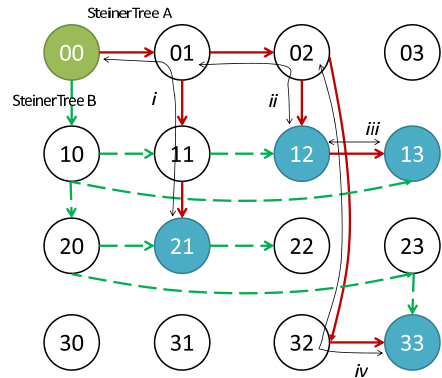 SteinerTree A
00 01 02 03
SteinerTree B
i ii iii
10 11 12 13
20 21 22 23
30 31 32 33
iv